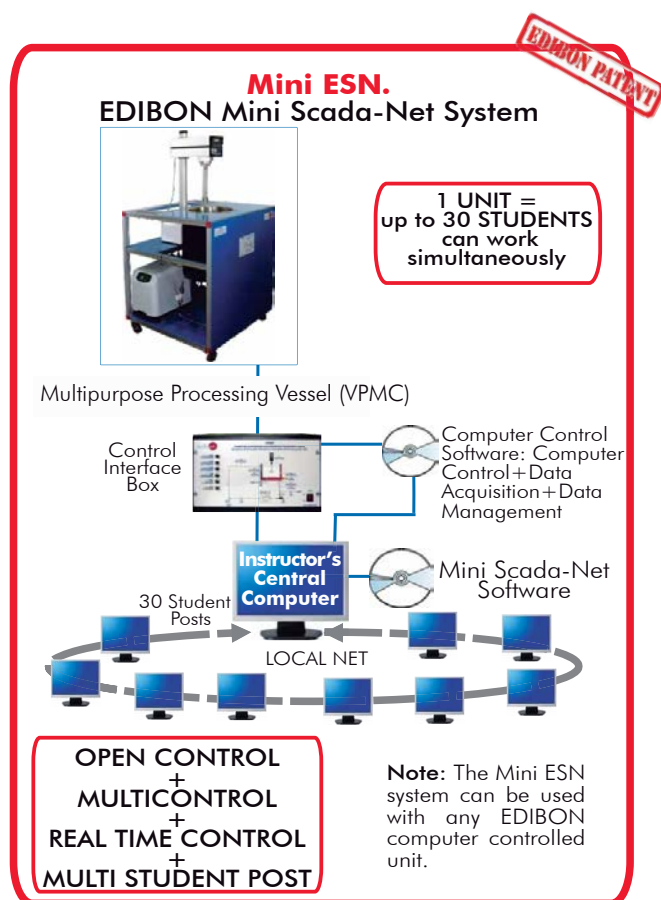 EDIBON PATENT
Mini ESN.
EDIBON Mini Scada-Net System
1 UNIT =
up to 30 STUDENTS
can work
simultaneously
Multipurpose Processing Vessel (VPMC)
Control
Interface
Box
Computer Control
Software: Computer
Control+Data
Acquisition+Data
Management
Instructor's
Central
Computer
Mini Scada-Net
Software
30 Student
Posts
LOCAL NET
OPEN CONTROL
+
MULTICONTROL
+
REAL TIME CONTROL
+
MULTI STUDENT POST
Note: The Mini ESN
system can be used
with any EDIBON
computer controlled
unit.